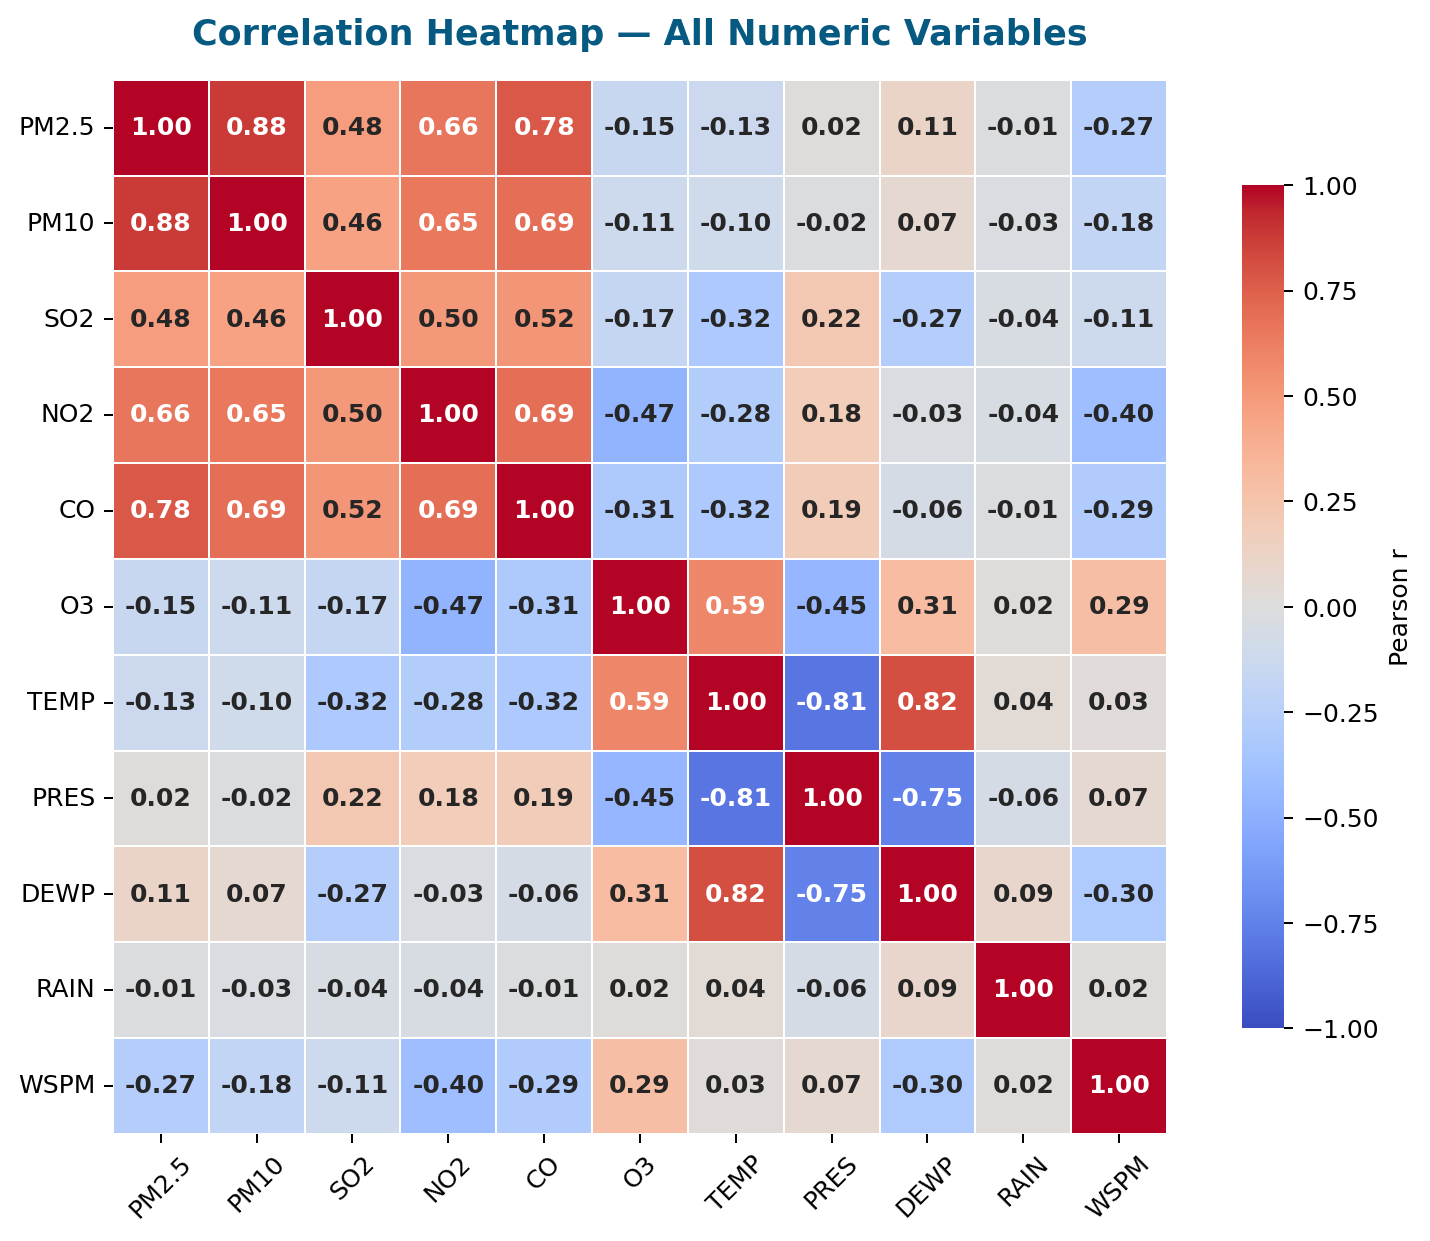 Correlation Heatmap — All Numeric Variables
PM2.5 1.00 0.88 0.48 0.66 0.78 -0.15 -0.13 0.02 0.11 -0.01 -0.27
PM10 0.88 1.00 0.46 0.65 0.69 -0.11 -0.10 -0.02 0.07 -0.03 -0.18
SO2 0.48 0.46 1.00 0.50 0.52 -0.17 -0.32 0.22 -0.27 -0.04 -0.11
NO2 0.66 0.65 0.50 1.00 0.69 -0.47 -0.28 0.18 -0.03 -0.04 -0.40
CO 0.78 0.69 0.52 0.69 1.00 -0.31 -0.32 0.19 -0.06 -0.01 -0.29
O3 -0.15 -0.11 -0.17 -0.47 -0.31 1.00 0.59 -0.45 0.31 0.02 0.29
TEMP -0.13 -0.10 -0.32 -0.28 -0.32 0.59 1.00 -0.81 0.82 0.04 0.03
PRES 0.02 -0.02 0.22 0.18 0.19 -0.45 -0.81 1.00 -0.75 -0.06 0.07
DEWP 0.11 0.07 -0.27 -0.03 -0.06 0.31 0.82 -0.75 1.00 0.09 -0.30
RAIN -0.01 -0.03 -0.04 -0.04 -0.01 0.02 0.04 -0.06 0.09 1.00 0.02
WSPM -0.27 -0.18 -0.11 -0.40 -0.29 0.29 0.03 0.07 -0.30 0.02 1.00
PM2.5 PM10 SO2 NO2 CO O3 TEMP PRES DEWP RAIN WSPM
1.00
0.75
0.50
0.25
0.00
−0.25
−0.50
−0.75
−1.00
Pearson r